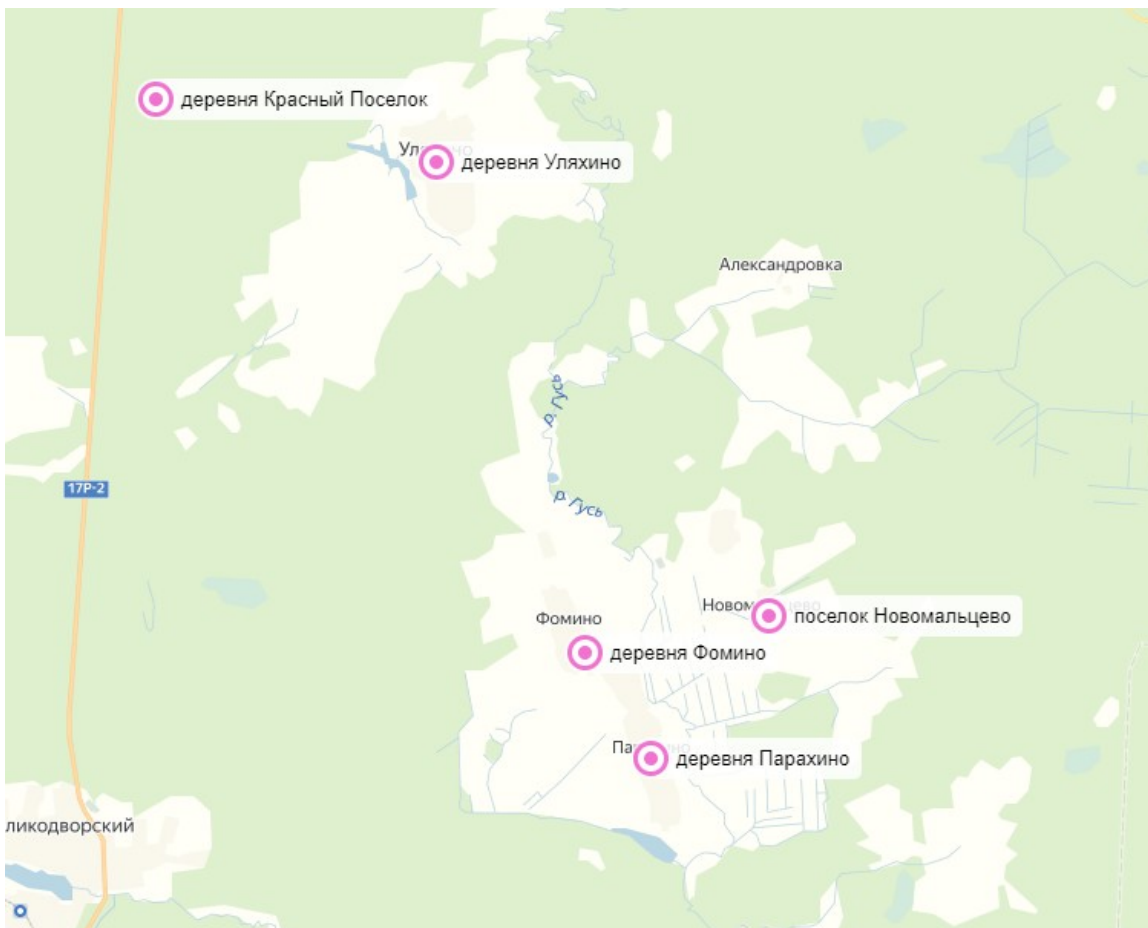 деревня Красный Поселок
деревня Уляхино
Александровка
р. Гусь
17Р-2
р. Гусь
поселок Новомальцево
Фомино
деревня Фомино
деревня Парахино
ликодворский